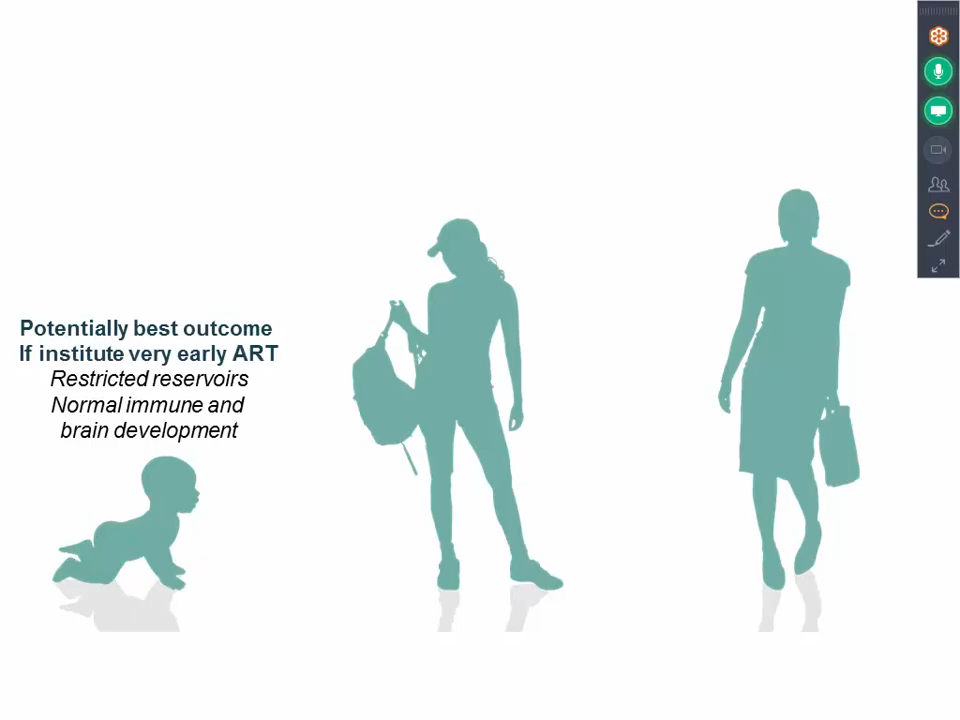 Potentially best outcome
If institute very early ART
Restricted reservoirs
Normal immune and
brain development